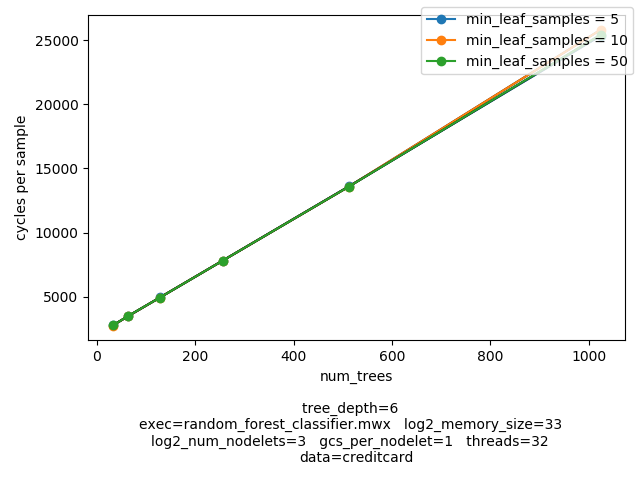 min_leaf_samples = 5
min_leaf_samples = 10
min_leaf_samples = 50
25000
20000
15000
10000
5000
cycles per sample
0
200
400
600
800
1000
num_trees
tree_depth=6
exec=random_forest_classifier.mwx   log2_memory_size=33
log2_num_nodelets=3   gcs_per_nodelet=1   threads=32
data=creditcard